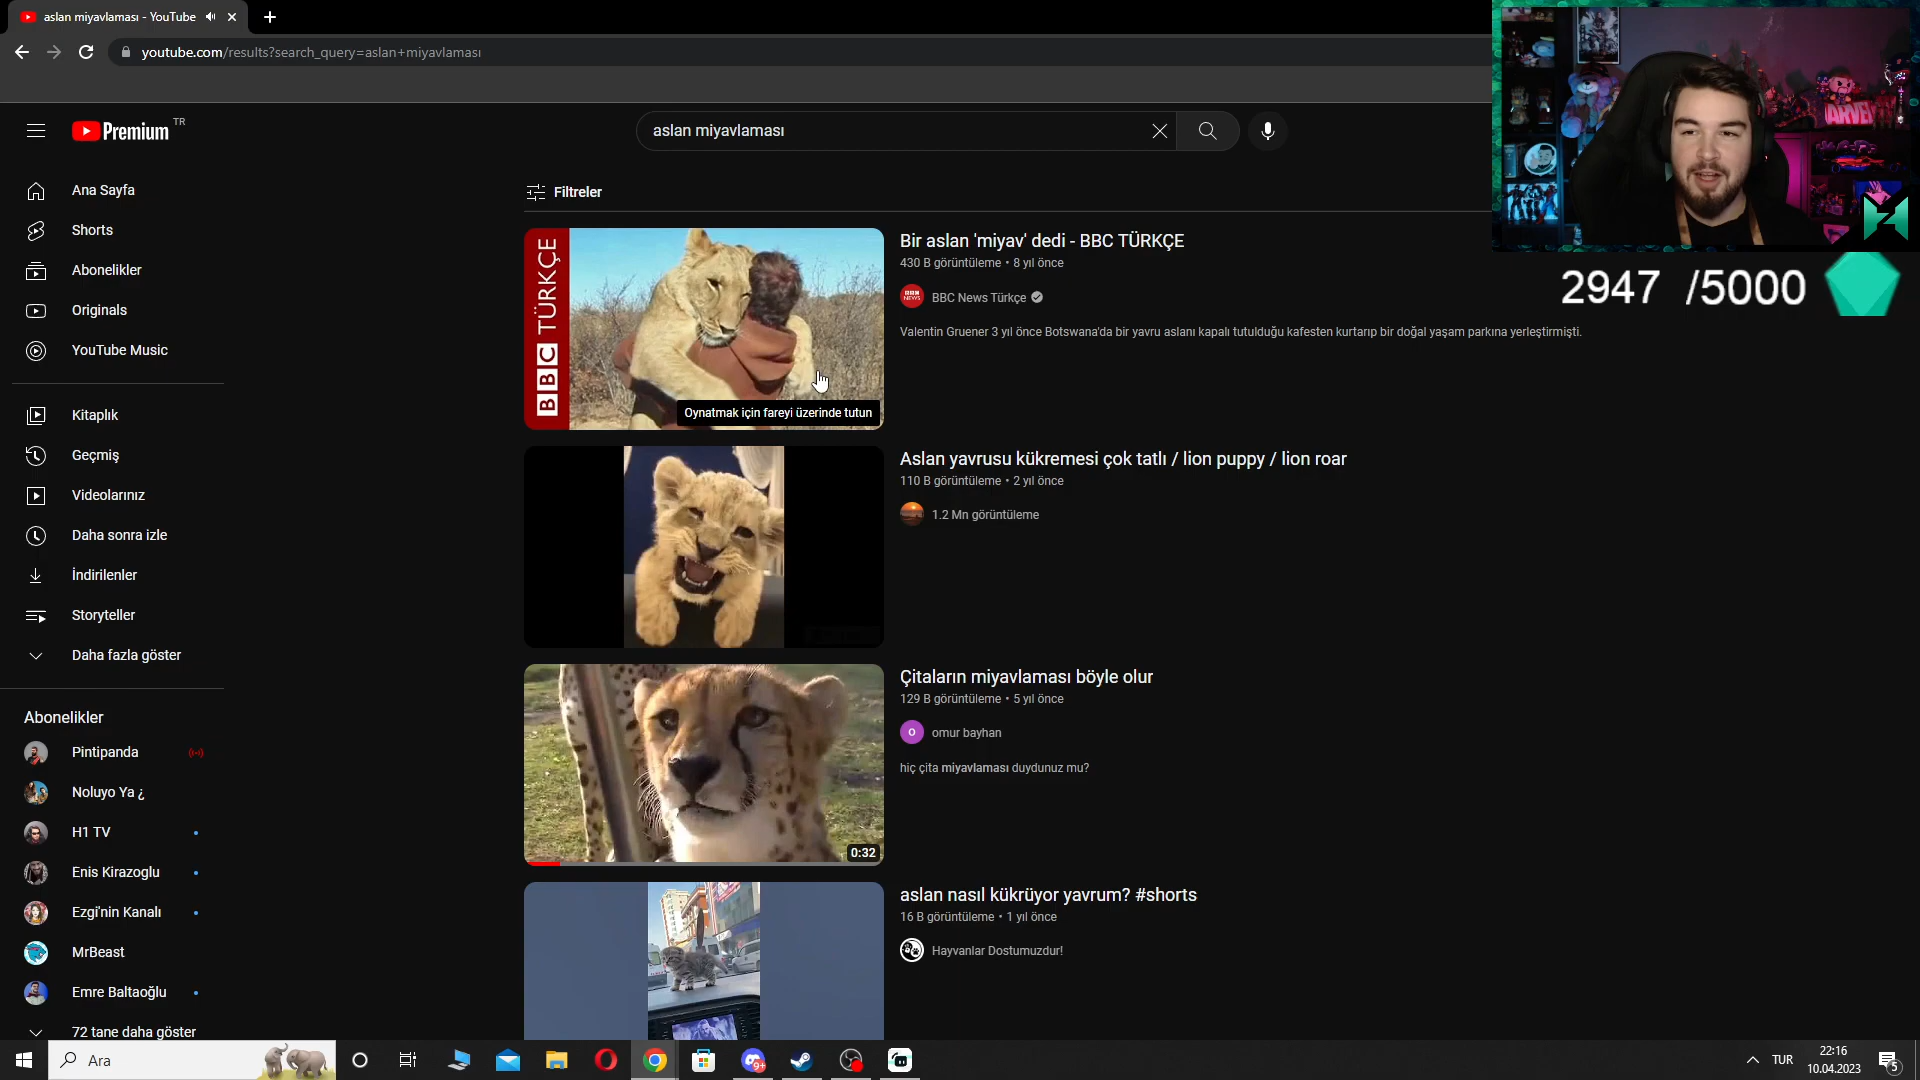 aslan miyavlaması - YouTube
youtube.com/results?search_query=aslan+miyavlaması
Premium TR
aslan miyavlaması
Ana Sayfa
Shorts
Abonelikler
Originals
YouTube Music
Kitaplık
Geçmiş
Videolarınız
Daha sonra izle
İndirilenler
Storyteller
Daha fazla göster
Abonelikler
Pintipanda
Noluyo Ya ¿
H1 TV
Enis Kirazoglu
Ezgi'nin Kanalı
MrBeast
Emre Baltaoğlu
72 tane daha göster
Filtreler
BBC TÜRKÇE
Oynatmak için fareyi üzerinde tutun
Bir aslan 'miyav' dedi - BBC TÜRKÇE
430 B görüntüleme • 8 yıl önce
BBC News Türkçe
Valentin Gruener 3 yıl önce Botswana'da bir yavru aslanı kapalı tutulduğu kafesten kurtarıp bir doğal yaşam parkına yerleştirmişti.
Aslan yavrusu kükremesi çok tatlı / lion puppy / lion roar
110 B görüntüleme • 2 yıl önce
1.2 Mn görüntüleme
0:32
Çitaların miyavlaması böyle olur
129 B görüntüleme • 5 yıl önce
omur bayhan
hiç çita miyavlaması duydunuz mu?
aslan nasıl kükrüyor yavrum? #shorts
16 B görüntüleme • 1 yıl önce
Hayvanlar Dostumuzdur!
2947 /5000
Ara
9+
TUR
22:16
10.04.2023
5